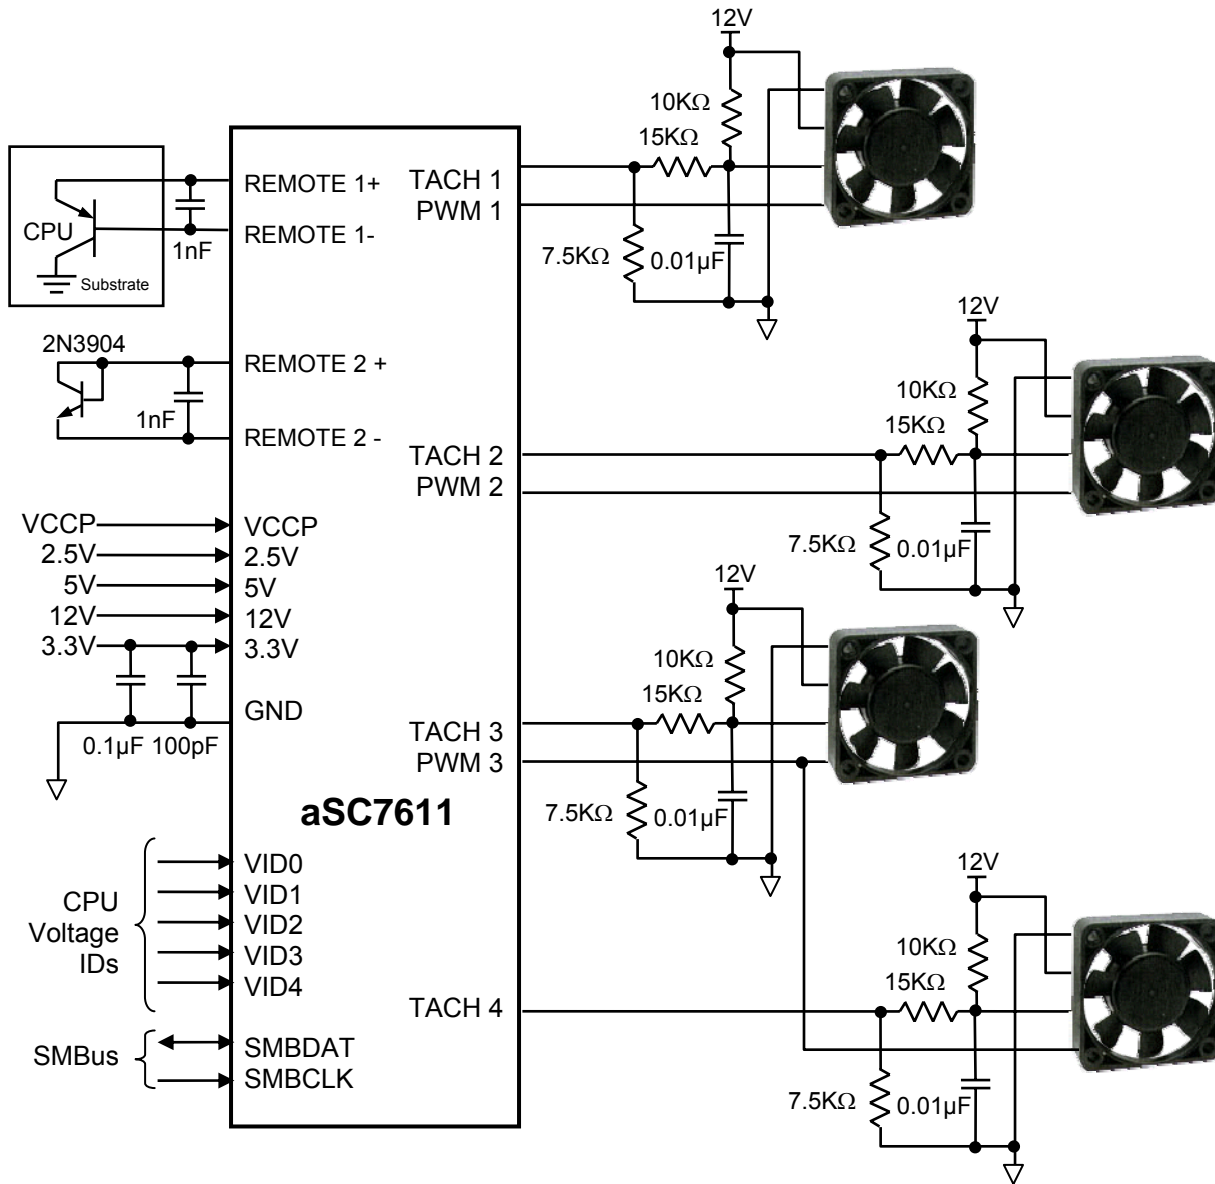 12V
10KΩ
15KΩ
TACH 1
PWM 1
7.5KΩ
0.01µF
CPU
Substrate
1nF
REMOTE 1+
REMOTE 1-
2N3904
1nF
REMOTE 2 +
REMOTE 2 -
12V
10KΩ
15KΩ
TACH 2
PWM 2
7.5KΩ
0.01µF
VCCP
VCCP
2.5V
2.5V
5V
5V
12V
12V
3.3V
3.3V
GND
0.1µF
100pF
12V
10KΩ
15KΩ
TACH 3
PWM 3
7.5KΩ
0.01µF
aSC7611
CPU
Voltage
IDs
VID0
VID1
VID2
VID3
VID4
12V
10KΩ
15KΩ
TACH 4
7.5KΩ
0.01µF
SMBus
SMBDAT
SMBCLK